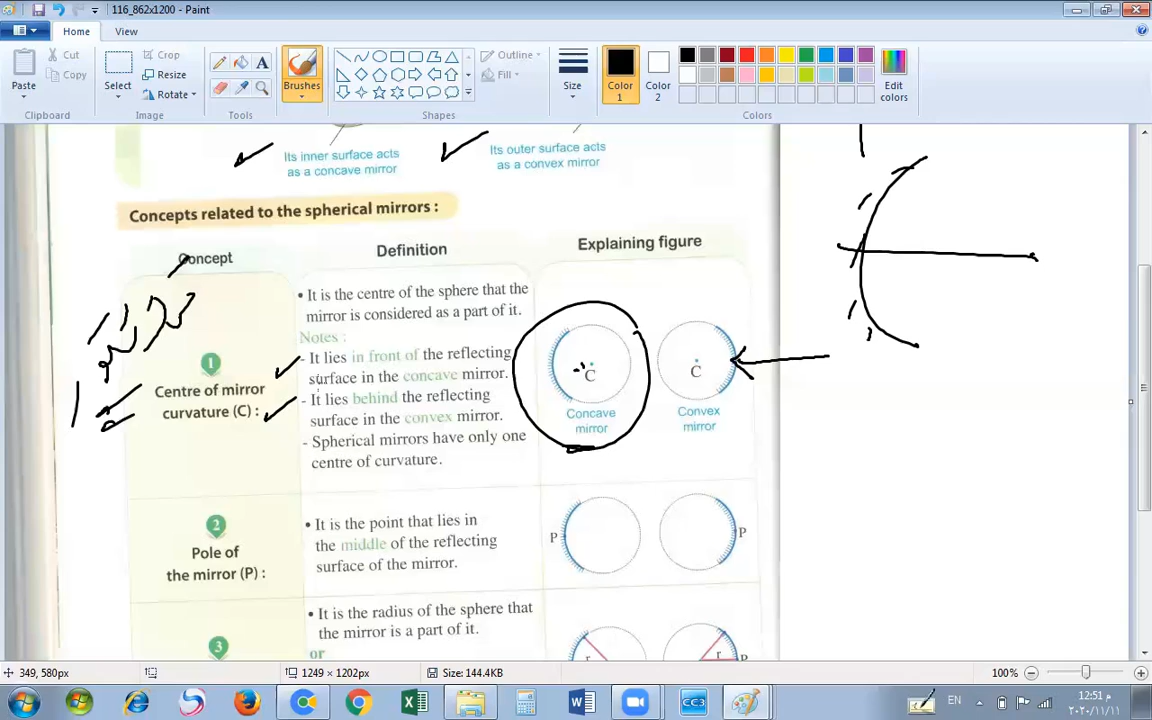 116_862x1200 - Paint
Home
View
Paste
Cut
Copy
Clipboard
Select
Crop
Resize
Rotate
Image
Tools
Brushes
Shapes
Outline
Fill
Size
Color 1
Color 2
Edit colors
Colors
Its inner surface acts
as a concave mirror
Its outer surface acts
as a convex mirror
Concepts related to the spherical mirrors :
Concept
Definition
Explaining figure
1
Centre of mirror
curvature (C) :
• It is the centre of the sphere that the
mirror is considered as a part of it.
Notes :
- It lies in front of the reflecting
surface in the concave mirror.
- It lies behind the reflecting
surface in the convex mirror.
- Spherical mirrors have only one
centre of curvature.
C
Concave
mirror
C
Convex
mirror
2
Pole of
the mirror (P) :
• It is the point that lies in
the middle of the reflecting
surface of the mirror.
P
P
3
• It is the radius of the sphere that
the mirror is a part of it.
or
r
r
P
349, 580px
1249 × 1202px
Size: 144.4KB
100%
CC3
EN
12:51 م
٢٠٢٠/١١/١١